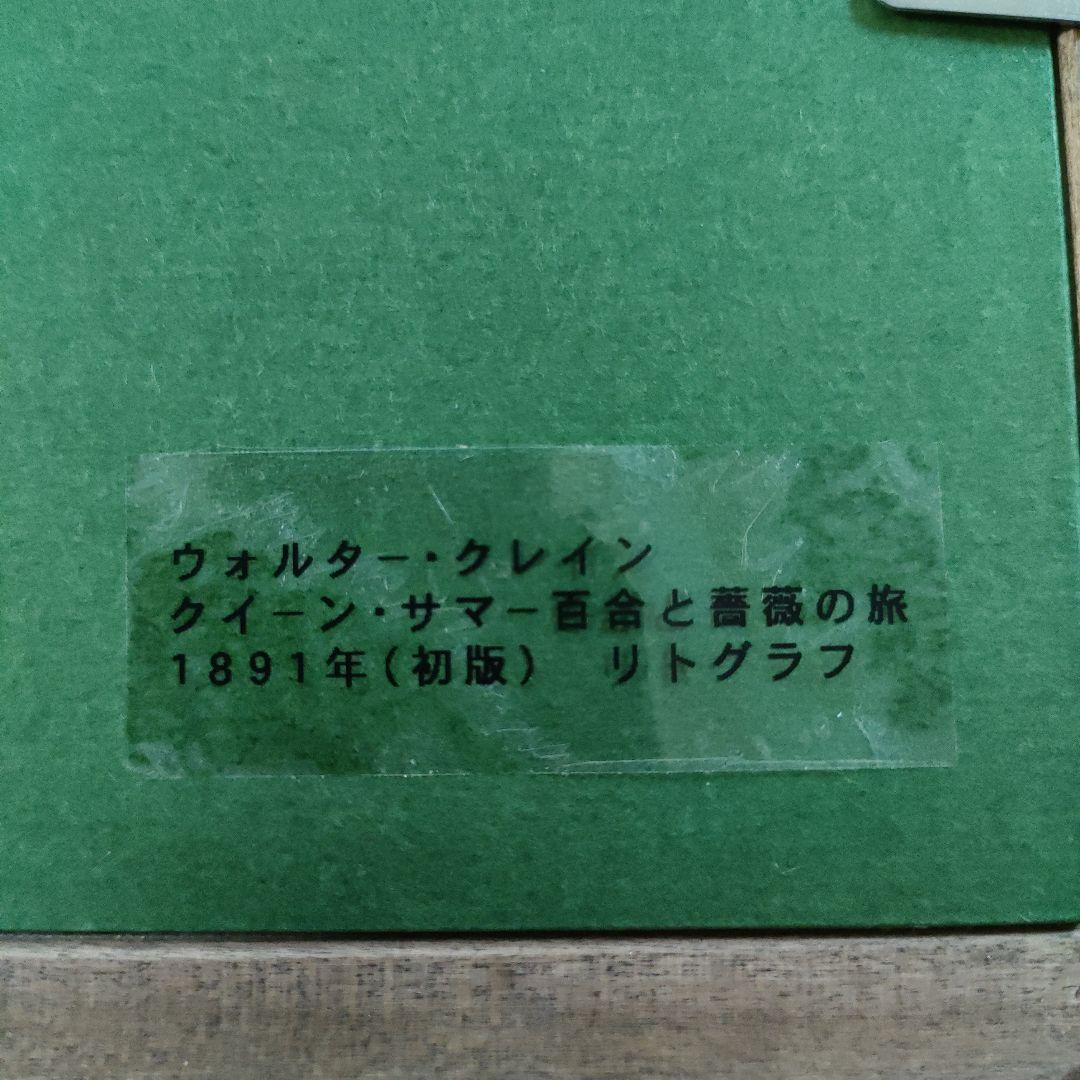 ウォルター・クレイン
クイーン・サマー百合と薔薇の旅
1891年(初版)　リトグラフ